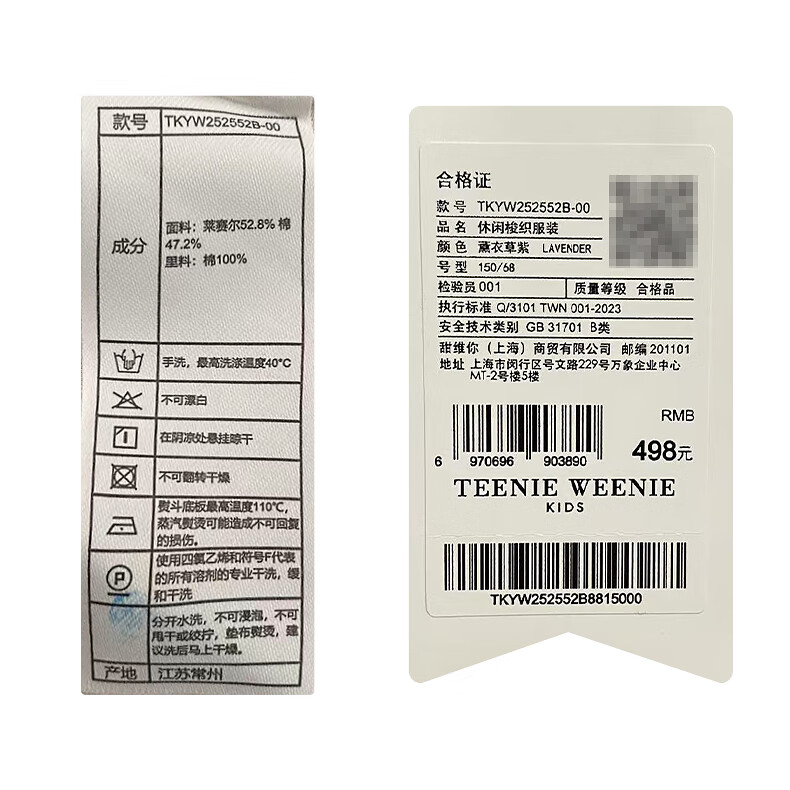 款号 TKYW252552B-00
成分
面料：莱赛尔52.8% 棉
47.2%
里料：棉100%
手洗，最高洗涤温度40°C
不可漂白
在阴凉处悬挂晾干
不可翻转干燥
熨斗底板最高温度110℃，
蒸汽熨烫可能造成不可回复
的损伤。
P
使用四氯乙烯和符号F代表
的所有溶剂的专业干洗，缓
和干洗
分开水洗，不可浸泡，不可
甩干或绞拧，垫布熨烫，建
议洗后马上干燥。
产地 江苏常州
合格证
款号 TKYW252552B-00
品名 休闲梭织服装
颜色 薰衣草紫 LAVENDER
号型 150/68
检验员 001 质量等级 合格品
执行标准 Q/3101 TWN 001-2023
安全技术类别 GB 31701 B类
甜维你（上海）商贸有限公司 邮编 201101
地址 上海市闵行区号文路229号万象企业中心
MT-2号楼5楼
RMB
498元
6 970696 903890
TEENIE WEENIE
KIDS
TKYW252552B8815000